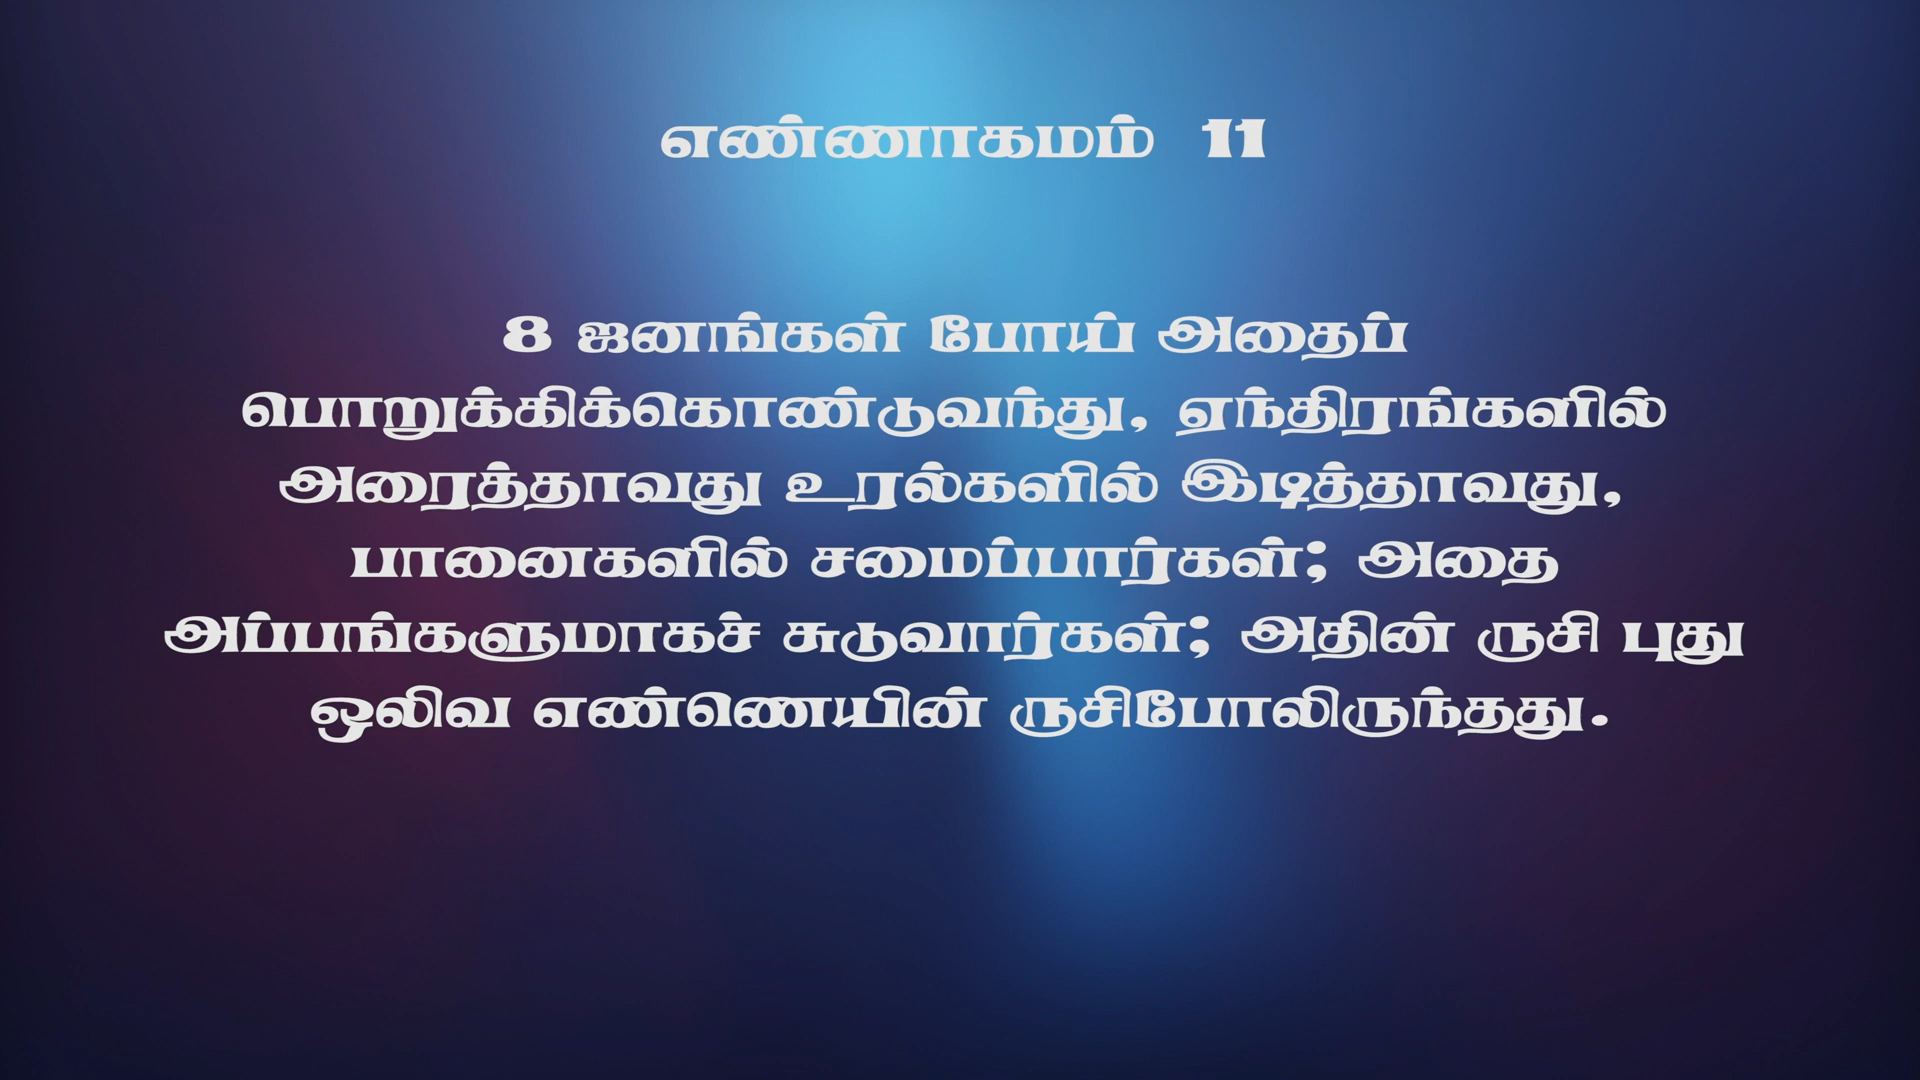 எண்ணாகமம் 11
8 ஜனங்கள் போய் அதைப்
பொறுக்கிக்கொண்டுவந்து, ஏந்திரங்களில்
அரைத்தாவது உரல்களில் இடித்தாவது,
பானைகளில் சமைப்பார்கள்; அதை
அப்பங்களுமாகச் சுடுவார்கள்; அதின் ருசி புது
ஒலிவ எண்ணெயின் ருசிபோலிருந்தது.